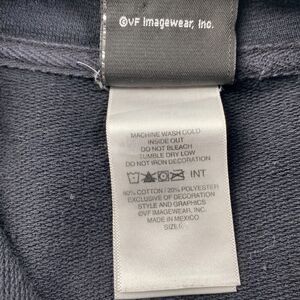 ©VF Imagewear, Inc.
MACHINE WASH COLD
INSIDE OUT
DO NOT BLEACH
TUMBLE DRY LOW
DO NOT IRON DECORATION
INT
80% COTTON / 20% POLYESTER
EXCLUSIVE OF DECORATION
STYLE AND GRAPHICS
©VF IMAGEWEAR, INC.
MADE IN MEXICO
SIZE